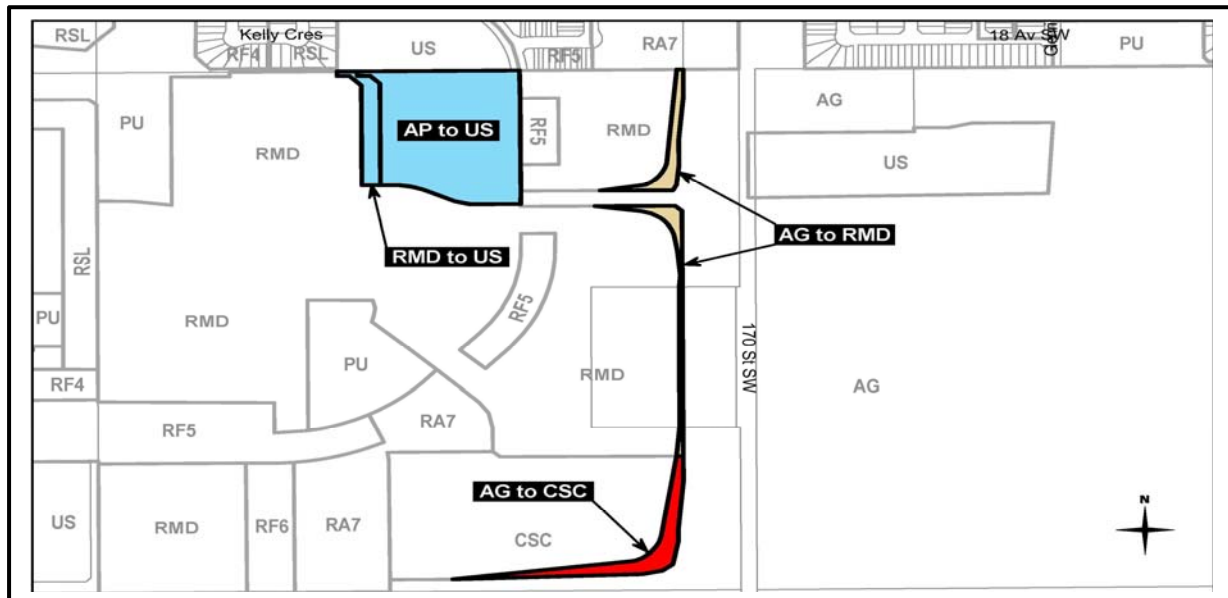 RSL
Kelly Cres
RF4
RSL
US
RF5
RA7
18 Av SW
PU
PU
RMD
AP to US
RF5
RMD
AG
US
RSL
RMD to US
AG to RMD
PU
RMD
RF5
170 St SW
PU
RMD
AG
RF4
RF5
RA7
AG to CSC
US
RMD
RF6
RA7
CSC
N